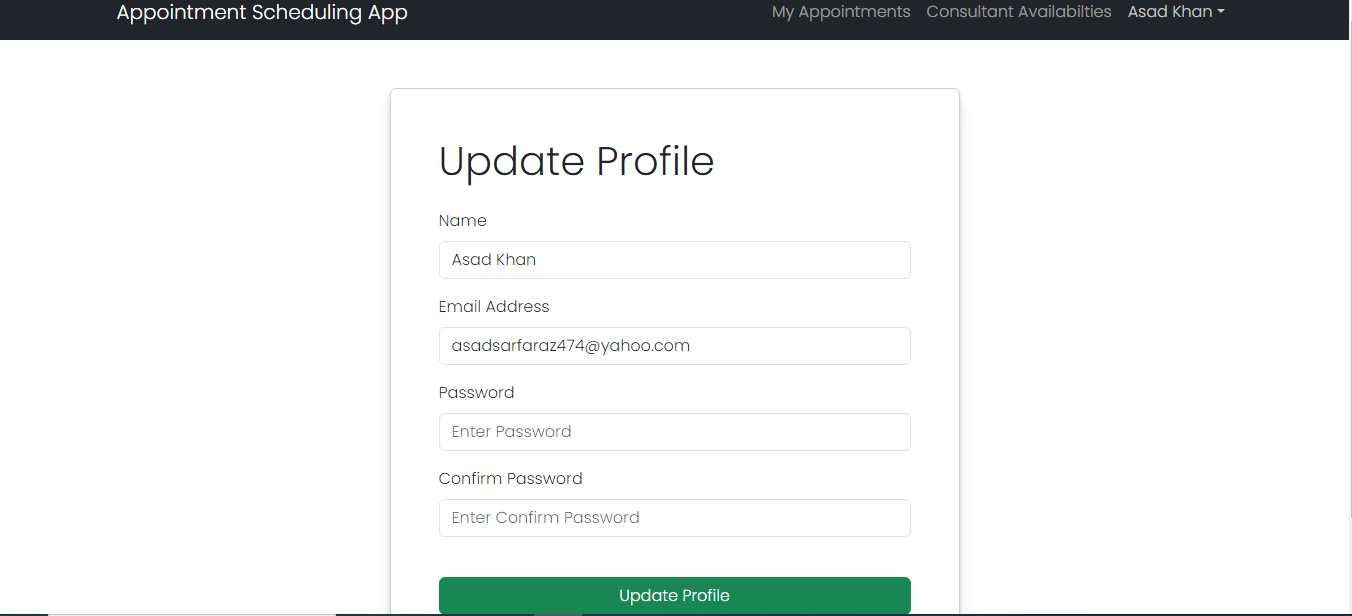 Appointment Scheduling App My Appointments Consultant Availabilties Asad Khan
Update Profile
Name
Asad Khan
Email Address
asadsarfaraz474@yahoo.com
Password
Enter Password
Confirm Password
Enter Confirm Password
Update Profile